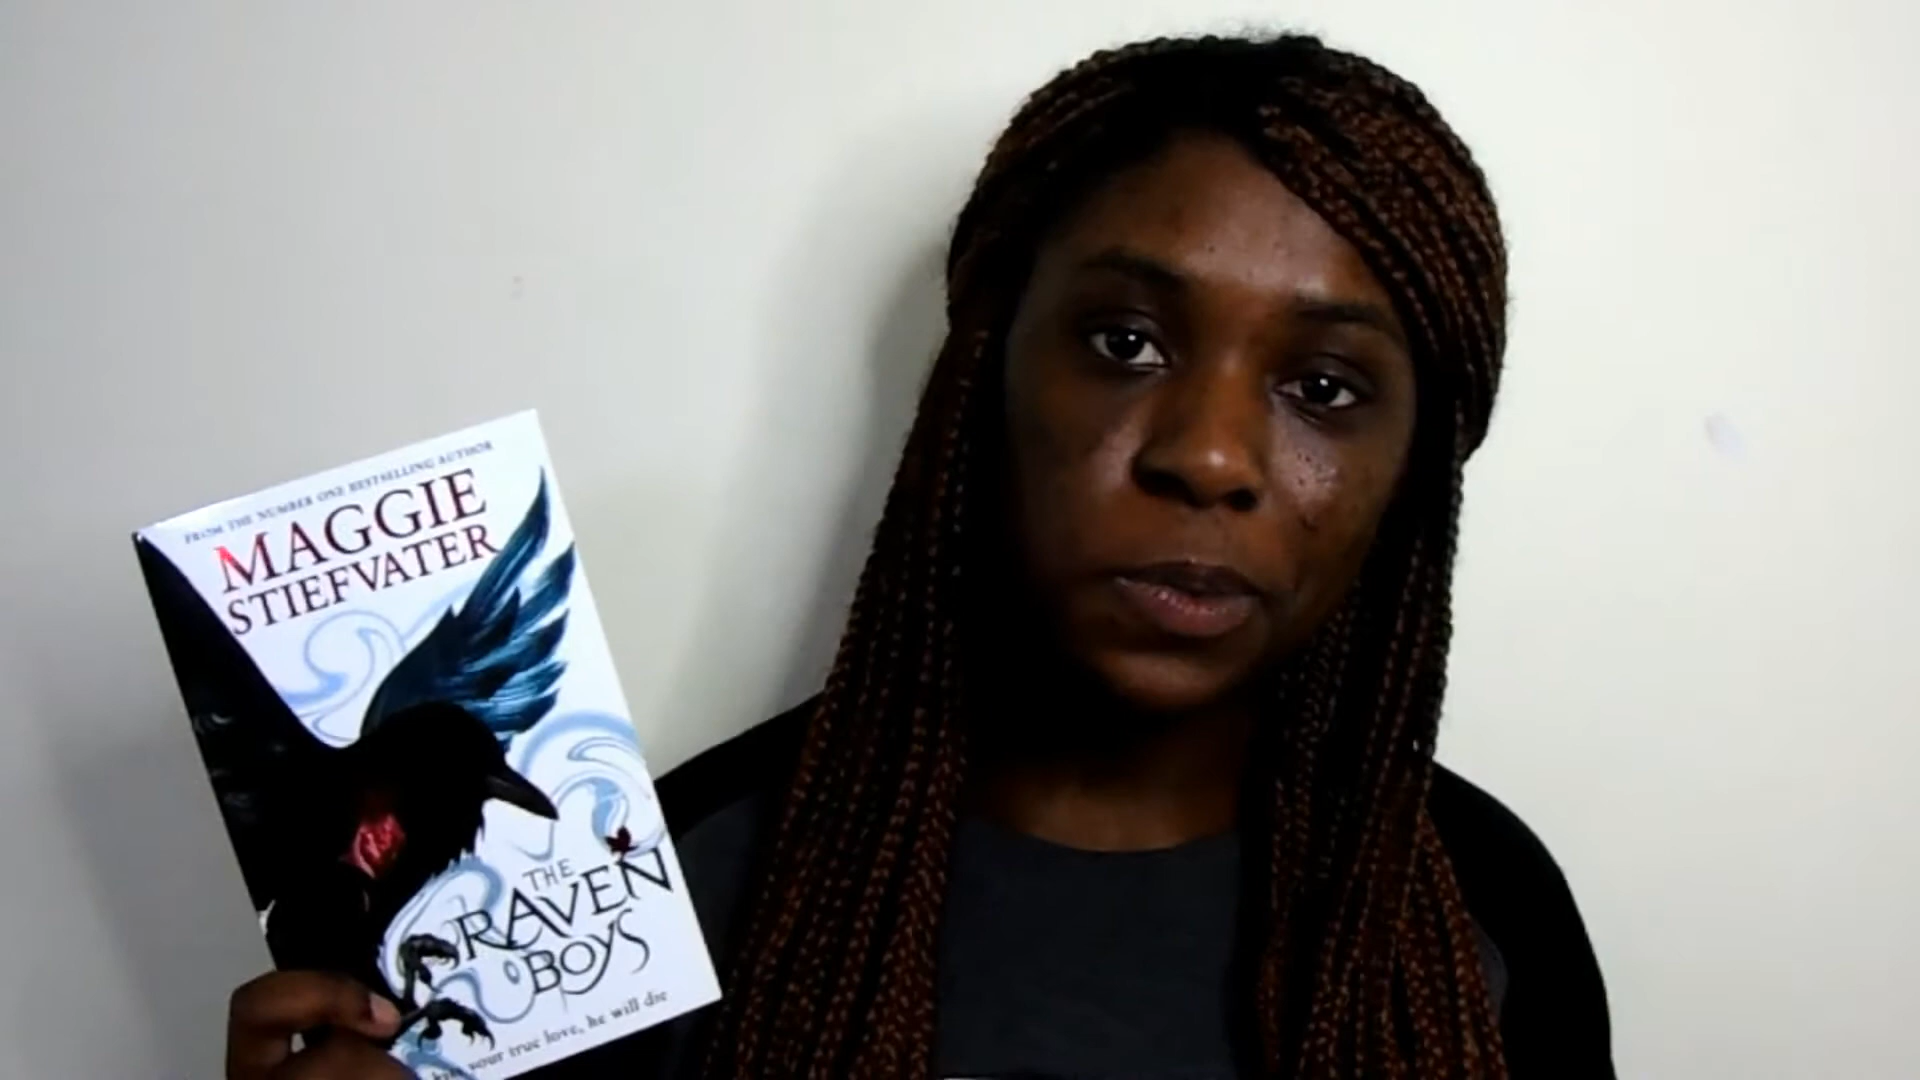 FROM THE NUMBER ONE BESTSELLING AUTHOR
MAGGIE
STIEFVATER
THE
RAVEN
BOYS
your true love, he will die